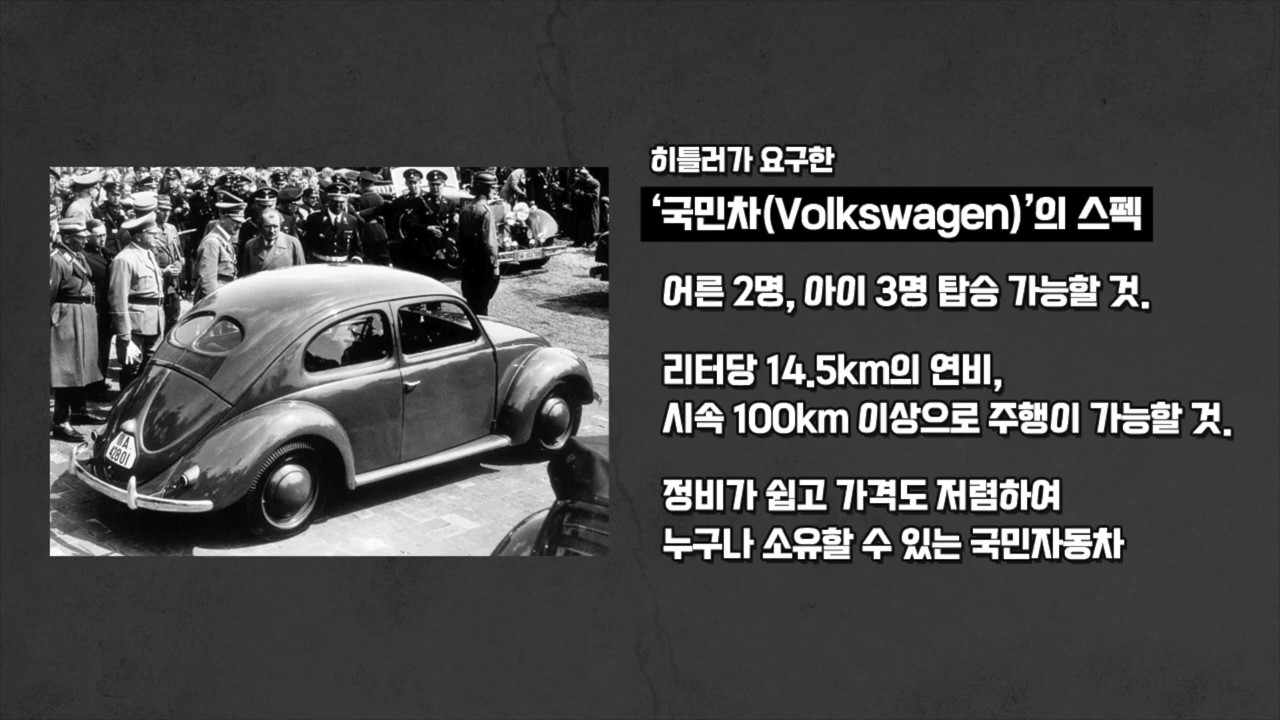 히틀러가 요구한
‘국민차(Volkswagen)’의 스펙
어른 2명, 아이 3명 탑승 가능할 것.
리터당 14.5km의 연비,
시속 100km 이상으로 주행이 가능할 것.
정비가 쉽고 가격도 저렴하여
누구나 소유할 수 있는 국민자동차